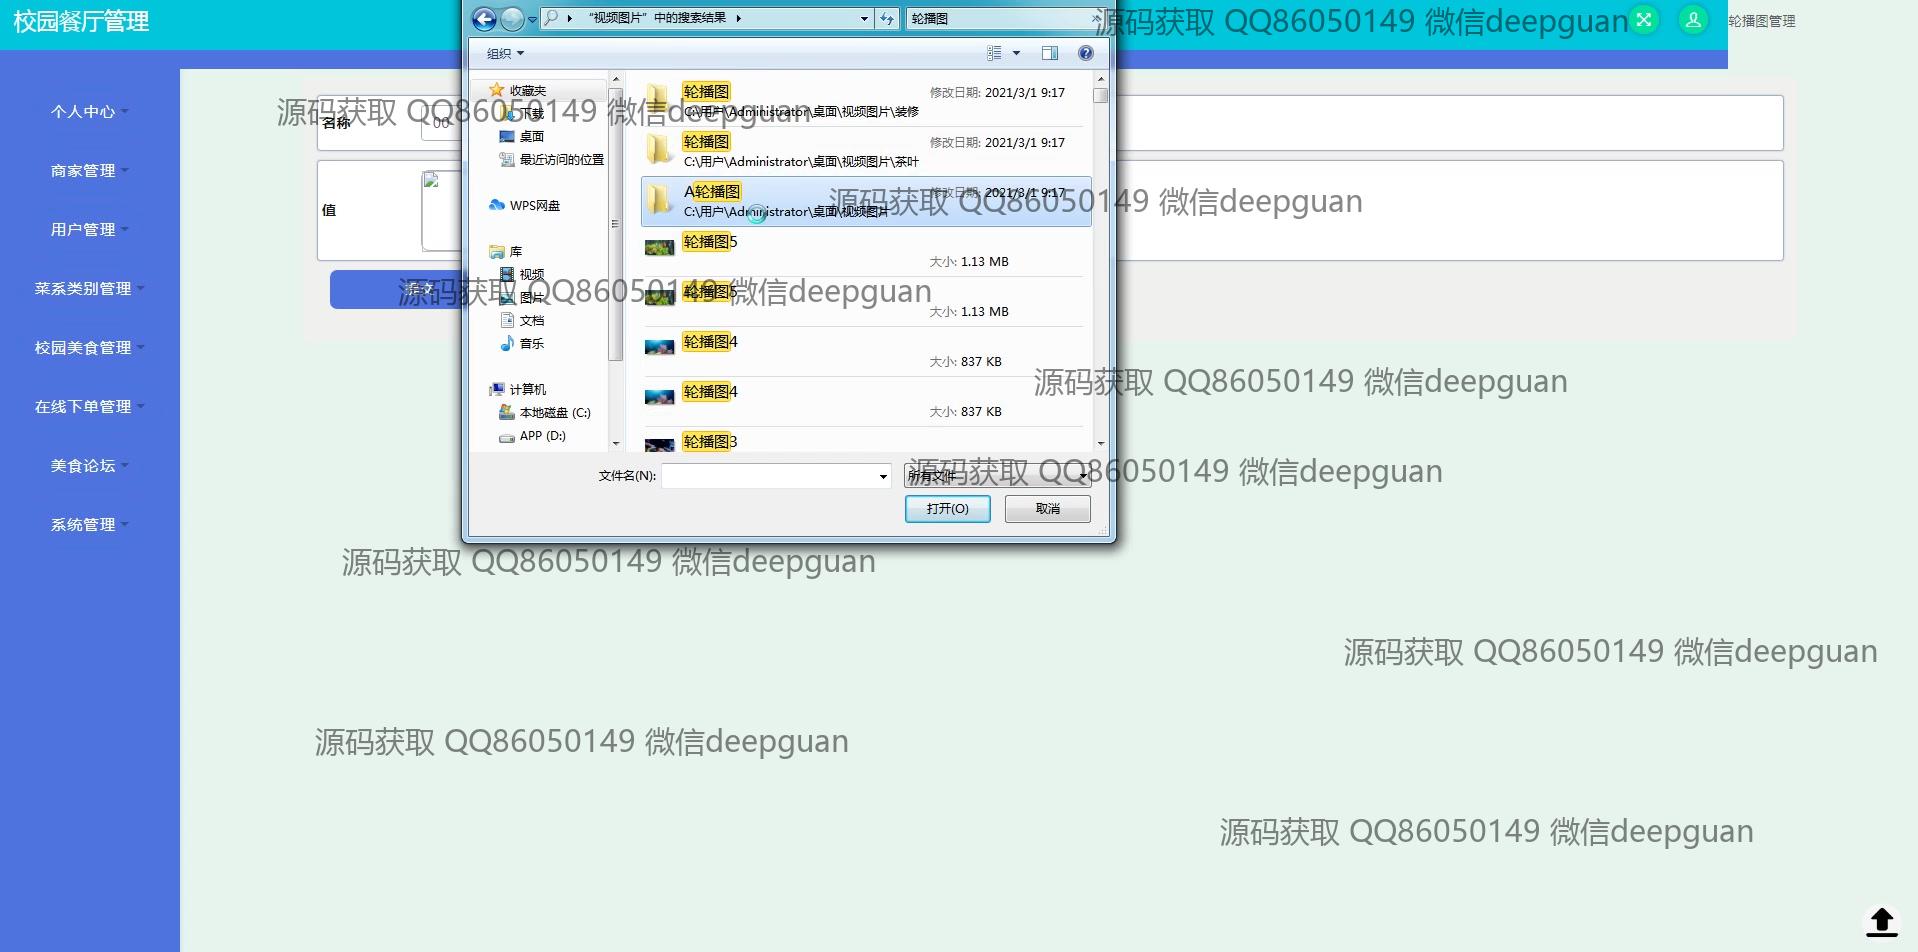 校园餐厅管理
"视频图片" 中的搜索结果
轮播图
源码获取 QQ86050149 微信deepguan
轮播图管理
组织
个人中心
商家管理
用户管理
菜系类别管理
校园美食管理
在线下单管理
美食论坛
系统管理
名称
00
值
收藏夹
下载
桌面
最近访问的位置
WPS网盘
库
视频
图片
文档
音乐
计算机
本地磁盘 (C:)
APP (D:)
轮播图
修改日期: 2021/3/1 9:17
C:\用户\Administrator\桌面\视频图片\装修
轮播图
修改日期: 2021/3/1 9:17
C:\用户\Administrator\桌面\视频图片\茶叶
A轮播图
修改日期: 2021/3/1 9:17
C:\用户\Administrator\桌面\视频图片
轮播图5
大小: 1.13 MB
轮播图5
大小: 1.13 MB
轮播图4
大小: 837 KB
轮播图4
大小: 837 KB
轮播图3
文件名(N):
所有文件
打开(O)
取消
源码获取 QQ86050149 微信deepguan
源码获取 QQ86050149 微信deepguan
源码获取 QQ86050149 微信deepguan
源码获取 QQ86050149 微信deepguan
源码获取 QQ86050149 微信deepguan
源码获取 QQ86050149 微信deepguan
源码获取 QQ86050149 微信deepguan
源码获取 QQ86050149 微信deepguan
源码获取 QQ86050149 微信deepguan